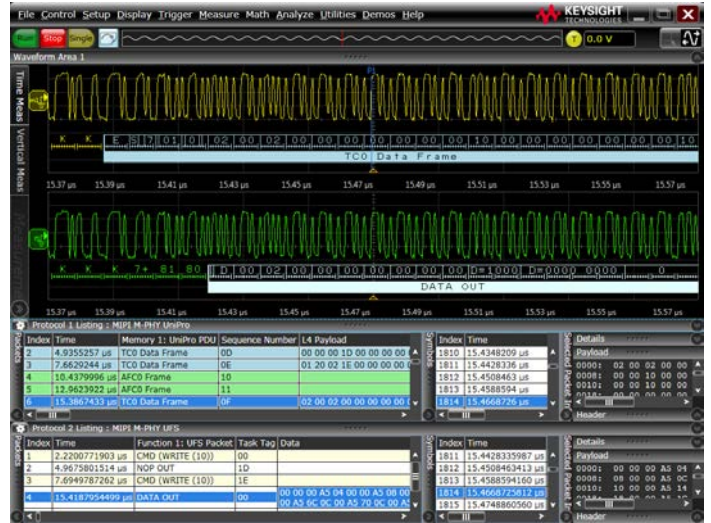 File Control Setup Display Trigger Measure Math Analyze Utilities Demos Help
KEYSIGHT
TECHNOLOGIES
Run Stop Single
T 0.0 V
Waveform Area 1
Time Meas
Vertical Meas
K K E S 7 01 0 02 00 02 00 00 00 00 00 00 00 10 00 00 00 00 00 00 10
TC0 Data Frame
15.37 µs 15.39 µs 15.41 µs 15.43 µs 15.45 µs 15.47 µs 15.49 µs 15.51 µs 15.53 µs 15.55 µs 15.57 µs
K K K 7+ 81 80 D 00 02 00 00 00 00 00 00 D=1000 D=0000 0000 0
DATA OUT
15.37 µs 15.39 µs 15.41 µs 15.43 µs 15.45 µs 15.47 µs 15.49 µs 15.51 µs 15.53 µs 15.55 µs 15.57 µs
Protocol 1 Listing : MIPI M-PHY UniPro
Packets
Index Time Memory 1: UniPro PDU Sequence Number L4 Payload
2 4.9355257 µs TC0 Data Frame 0D 00 00 00 1D 00 00 00 00
3 7.6629244 µs TC0 Data Frame 0E 01 20 02 1E 00 00 00 00
4 10.4379996 µs AFC0 Frame 10
5 12.9623922 µs AFC0 Frame 11
6 15.3867433 µs TC0 Data Frame 0F 02 00 02 00 00 00 00 00
Symbols
Index Time
1810 15.4348209 µs
1811 15.4428336 µs
1812 15.4508463 µs
1813 15.4588594 µs
1814 15.4668726 µs
Selected Packet
Details
Payload
0000: 02 00 02 00
0008: 00 00 10 00
0010: 00 00 10 00
Header
Protocol 2 Listing : MIPI M-PHY UFS
Packets
Index Time Function 1: UFS Packet Task Tag Data
1 2.2200771903 µs CMD (WRITE (10)) 00
2 4.9675801514 µs NOP OUT 1D
3 7.6949787262 µs CMD (WRITE (10)) 1E
4 15.4187954499 µs DATA OUT 00 00 00 00 A5 04 00 00 A5 08 00
00 A5 6C 0C 00 A5 70 0C 00 A5
Symbols
Index Time
1811 15.4428335987 µs
1812 15.4508463413 µs
1813 15.4588594160 µs
1814 15.4668725812 µs
1815 15.4748860560 µs
Selected Packet
Details
Payload
0000: 00 00 00 A5 04
0008: 08 00 00 A5 0C
0010: 10 00 00 A5 14
Header